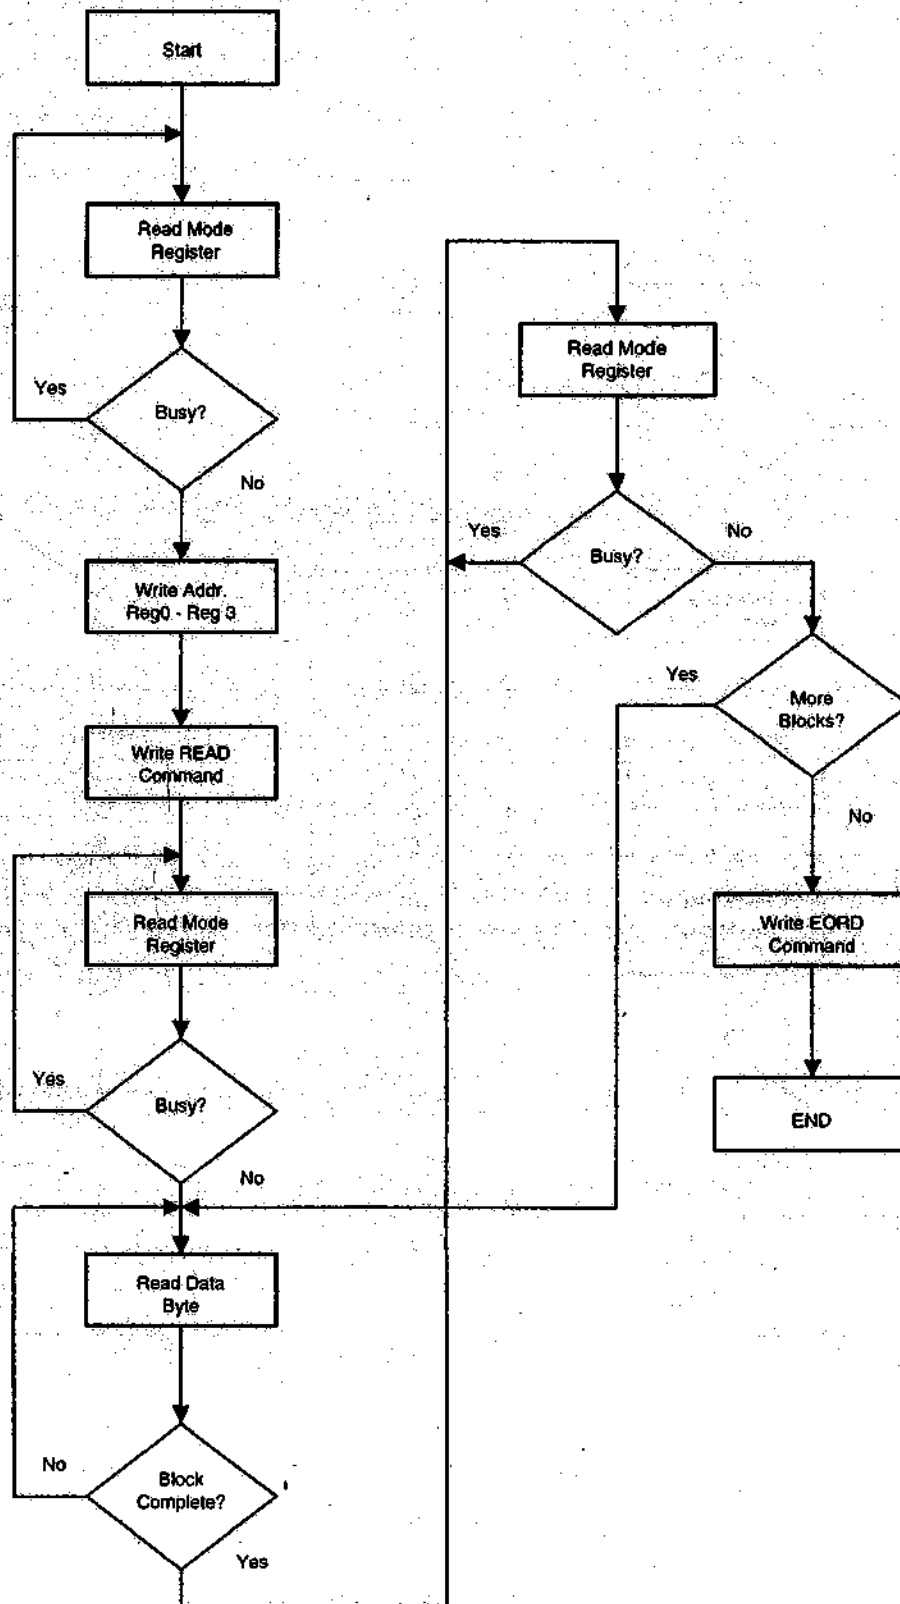 Start
Read Mode
Register
Yes
Busy?
No
Write Addr.
Reg0 - Reg 3
Write READ
Command
Read Mode
Register
Yes
Busy?
No
Read Data
Byte
No
Block
Complete?
Yes
Read Mode
Register
Yes
Busy?
No
Yes
More
Blocks?
No
Write EORD
Command
END